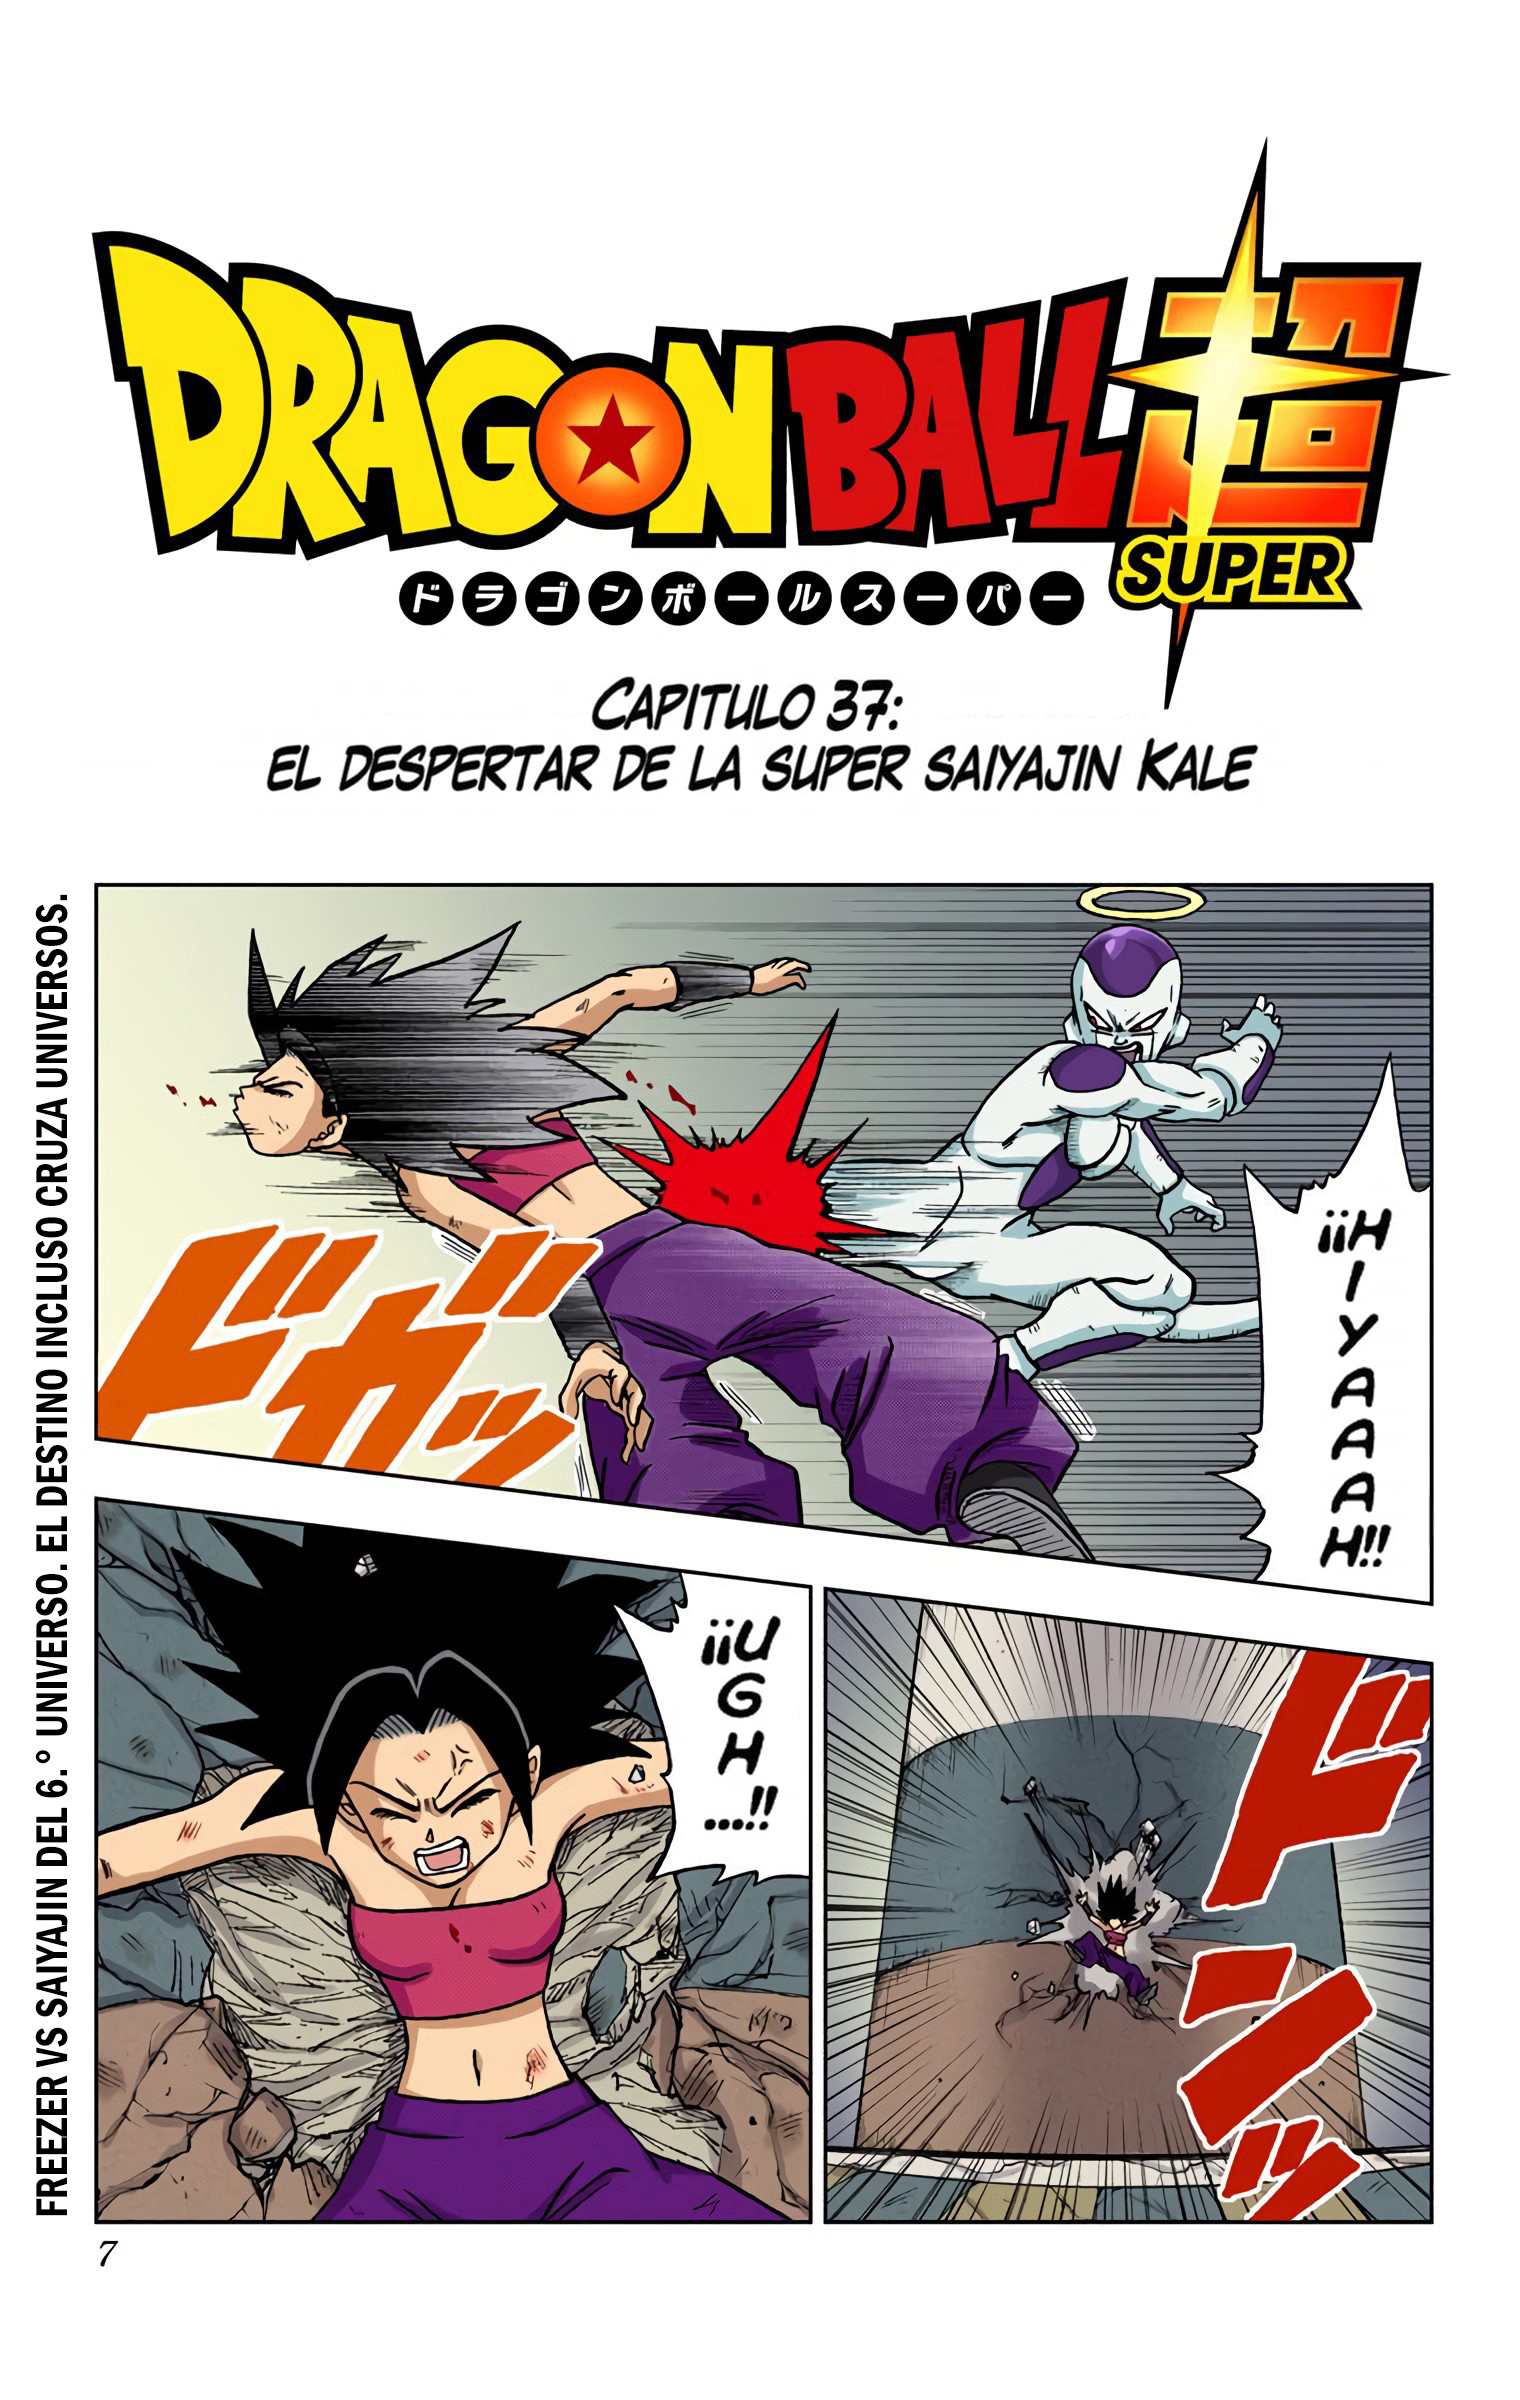 DRAGON BALL 超
SUPER
ドラゴンボールスーパー
CAPITULO 37:
EL DESPERTAR DE LA SUPER SAIYAJIN KALE
FREEZER VS SAIYAJIN DEL 6.° UNIVERSO. EL DESTINO INCLUSO CRUZA UNIVERSOS.
¡¡HIYAAAH!!
ドガッ
ドンッ
¡¡UGH...!!
7